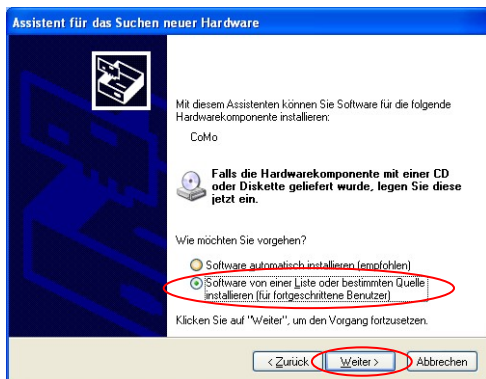 Assistent für das Suchen neuer Hardware
Mit diesem Assistenten können Sie Software für die folgende
Hardwarekomponente installieren:
CoMo
Falls die Hardwarekomponente mit einer CD
oder Diskette geliefert wurde, legen Sie diese
jetzt ein.
Wie möchten Sie vorgehen?
Software automatisch installieren (empfohlen)
Software von einer Liste oder bestimmten Quelle
installieren (für fortgeschrittene Benutzer)
Klicken Sie auf "Weiter", um den Vorgang fortzusetzen.
< Zurück Weiter > Abbrechen